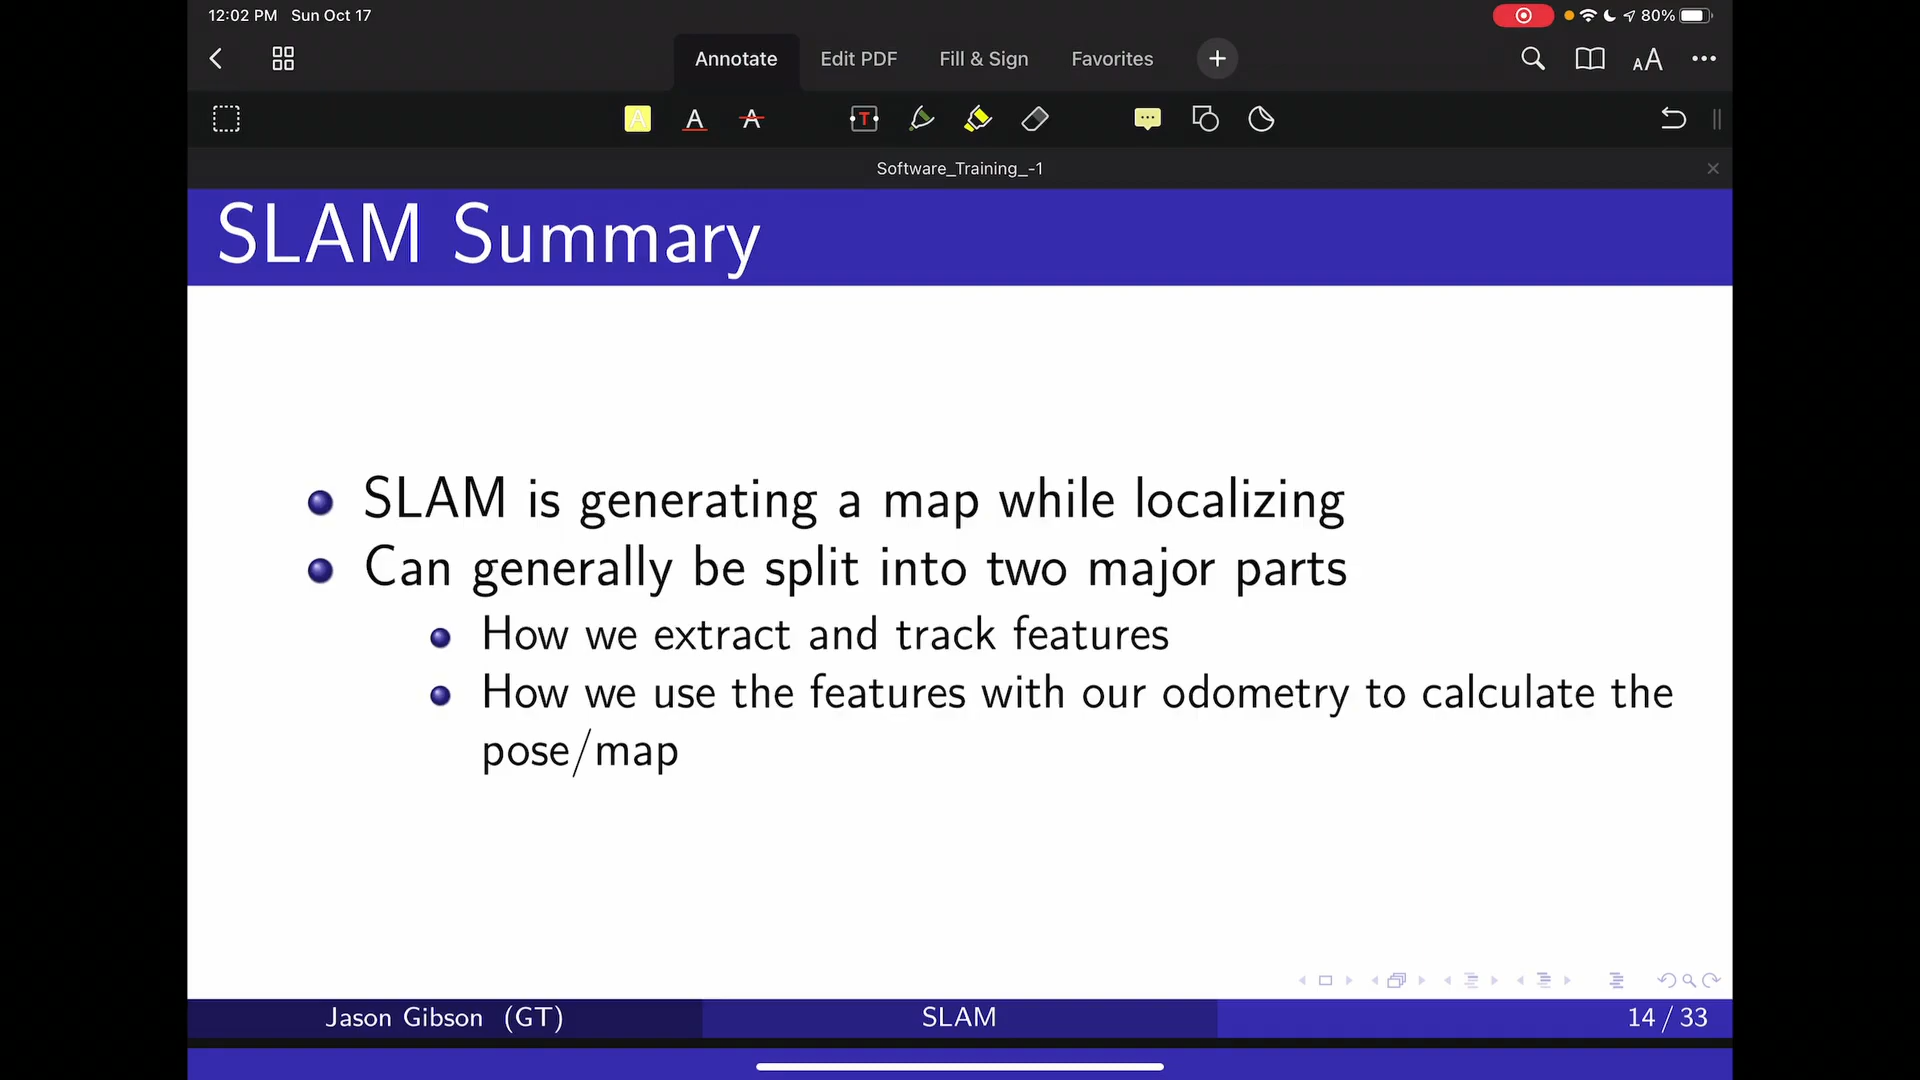 12:02 PM Sun Oct 17
80%
Annotate Edit PDF Fill & Sign Favorites
AA
A A A T
Software_Training_-1
SLAM Summary
SLAM is generating a map while localizing
Can generally be split into two major parts
How we extract and track features
How we use the features with our odometry to calculate the
pose/map
Jason Gibson (GT) SLAM 14 / 33